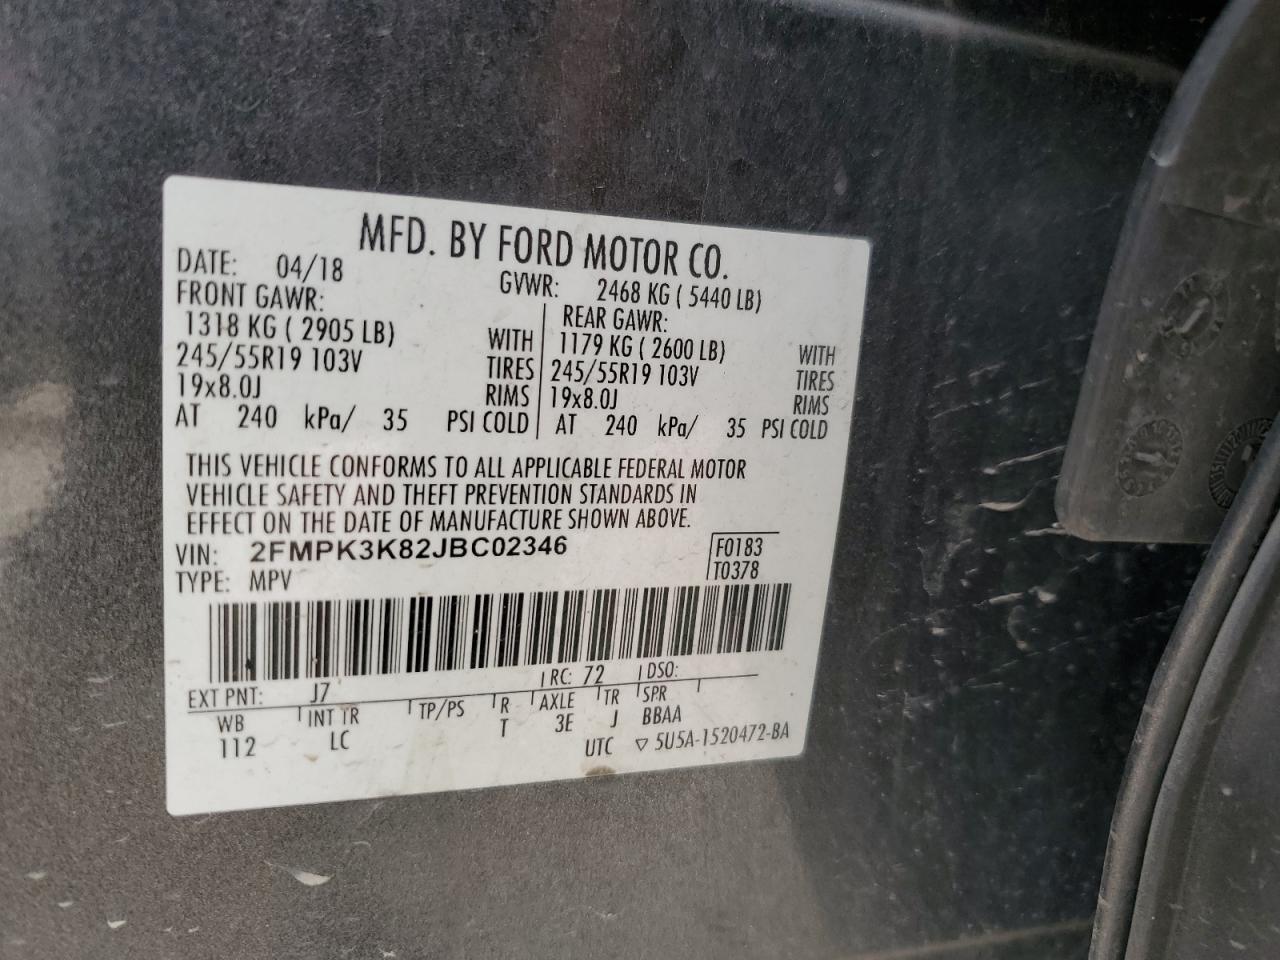 MFD. BY FORD MOTOR CO.
DATE: 04/18 GVWR: 2468 KG ( 5440 LB)
FRONT GAWR: REAR GAWR:
1318 KG ( 2905 LB) WITH 1179 KG ( 2600 LB) WITH
245/55R19 103V TIRES 245/55R19 103V TIRES
19x8.0J RIMS 19x8.0J RIMS
AT 240 kPa/ 35 PSI COLD AT 240 kPa/ 35 PSI COLD
THIS VEHICLE CONFORMS TO ALL APPLICABLE FEDERAL MOTOR
VEHICLE SAFETY AND THEFT PREVENTION STANDARDS IN
EFFECT ON THE DATE OF MANUFACTURE SHOWN ABOVE.
VIN: 2FMPK3K82JBC02346 F0183
TYPE: MPV T0378
EXT PNT: J7 RC: 72 DSO:
WB INT TR TP/PS R AXLE TR SPR
112 LC T 3E J BBAA
UTC ▽ 5U5A-1520472-BA